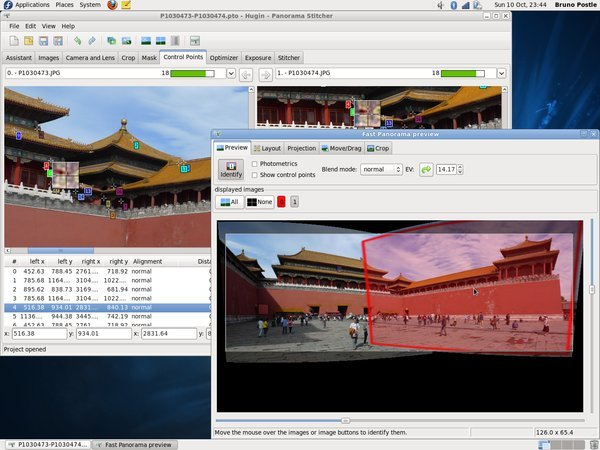 Applications Places System
Sun 10 Oct, 23:44 Bruno Postle
P1030473-P1030474.pto - Hugin - Panorama Stitcher
File Edit View Help
Assistant Images Camera and Lens Crop Mask Control Points Optimizer Exposure Stitcher
0. - P1030473.JPG 18
1. - P1030474.JPG 18
Fast Panorama preview
Preview Layout Projection Move/Drag Crop
Identify
Photometrics
Show control points
Blend mode: normal EV: 14.17
displayed images
All None 0 1
# left x left y right x right y Alignment Dista
0 452.63 788.45 2761.... 718.92 normal
1 785.68 1164.... 3104.... 1022.... normal
2 895.62 838.73 3169.... 681.94 normal
3 785.68 1164.... 3104.... 1022.... normal
4 516.38 934.01 2831.... 840.13 normal
5 1136.... 944.38 3445.... 742.19 normal
x: 516.38 y: 934.01 x: 2831.64 y: 8
Project opened
Move the mouse over the images or image buttons to identify them.
126.0 x 65.4
P1030473-P1030474....
Fast Panorama preview